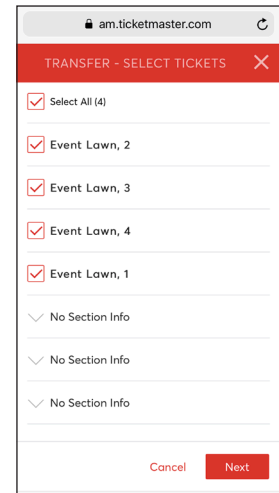 am.ticketmaster.com
TRANSFER - SELECT TICKETS
Select All (4)
Event Lawn, 2
Event Lawn, 3
Event Lawn, 4
Event Lawn, 1
No Section Info
No Section Info
No Section Info
Cancel Next